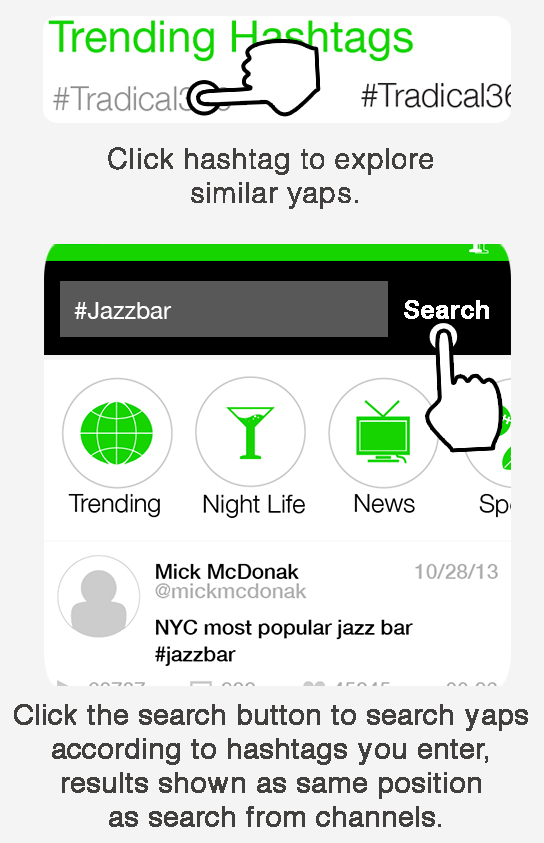 Trending Hashtags
#Tradical3
#Tradical36
Click hashtag to explore
similar yaps.
#Jazzbar
Search
Trending
Night Life
News
Sp
Mick McDonak
10/28/13
@mickmcdonak
NYC most popular jazz bar
#jazzbar
Click the search button to search yaps
according to hashtags you enter,
results shown as same position
as search from channels.